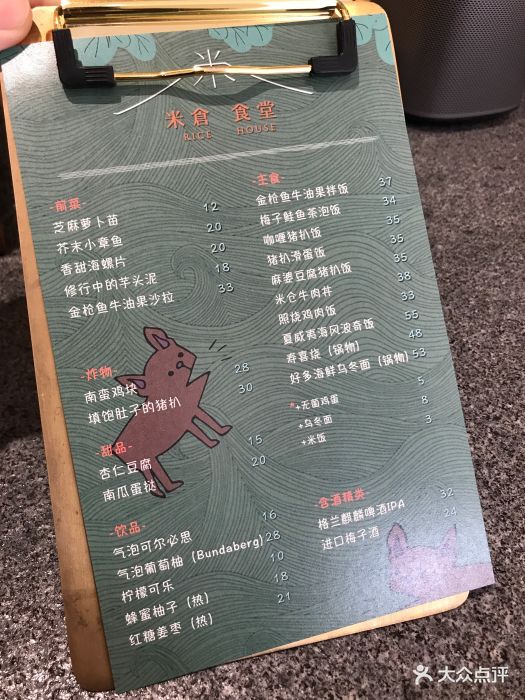 米
米倉 食堂
RICE HOUSE
-前菜-
芝麻萝卜苗 12
芥末小章鱼 20
香甜海螺片 20
修行中的芋头泥 18
金枪鱼牛油果沙拉 33
-炸物-
南蛮鸡块 28
填饱肚子的猪扒 30
-甜品-
杏仁豆腐 15
南瓜蛋挞 20
-饮品-
气泡可尔必思 16
气泡葡萄柚（Bundaberg）28
柠檬可乐 10
蜂蜜柚子（热） 18
红糖姜枣（热） 21
-主食-
金枪鱼牛油果拌饭 37
梅子鲑鱼茶泡饭 34
咖喱猪扒饭 35
猪扒滑蛋饭 35
麻婆豆腐猪扒饭 35
米仓牛肉丼 38
照烧鸡肉饭 33
夏威夷海风波奇饭 55
寿喜烧（锅物） 48
好多海鲜乌冬面（锅物）53
*+无菌鸡蛋 5
+乌冬面 8
+米饭 3
-含酒精类-
格兰麒麟啤酒IPA 32
进口梅子酒 24
大众点评